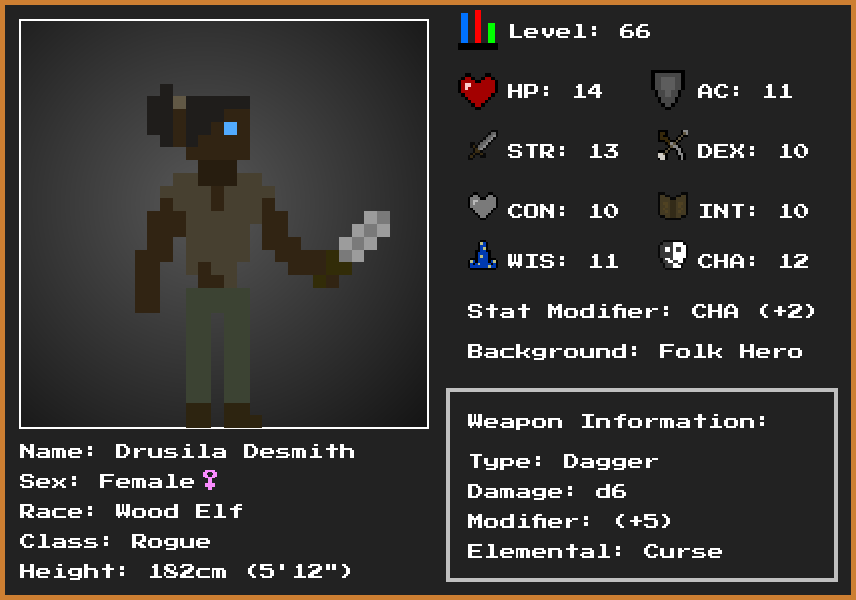 Level: 66
HP: 14 AC: 11
STR: 13 DEX: 10
CON: 10 INT: 10
WIS: 11 CHA: 12
Stat Modifier: CHA (+2)
Background: Folk Hero
Weapon Information:
Type: Dagger
Damage: d6
Modifier: (+5)
Elemental: Curse
Name: Drusila Desmith
Sex: Female♀
Race: Wood Elf
Class: Rogue
Height: 182cm (5'12")